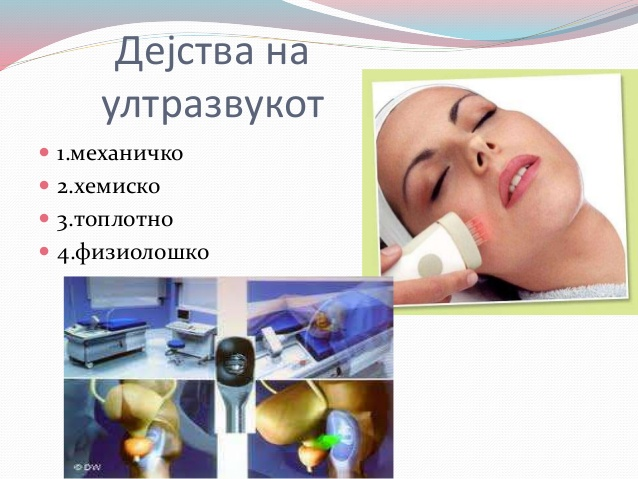 Дејства на
ултразвукот
1.механичко
2.хемиско
3.топлотно
4.физиолошко
© DW